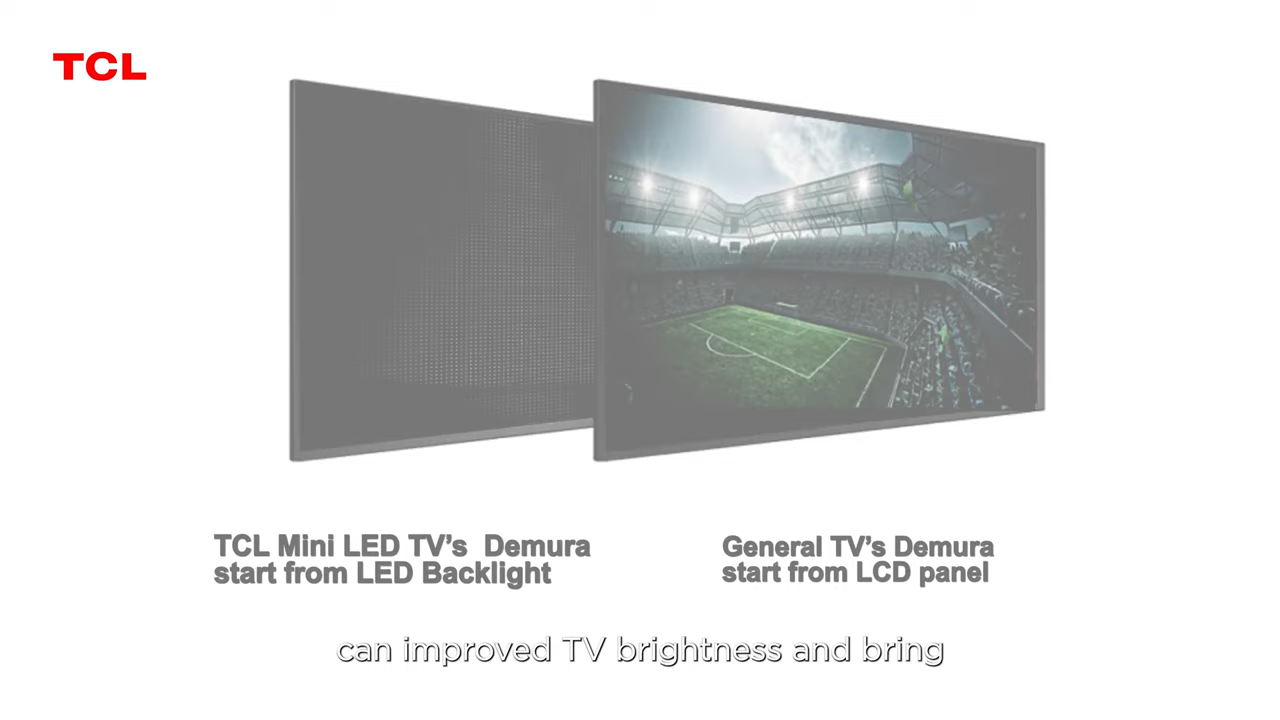 TCL
TCL Mini LED TV’s Demura
start from LED Backlight
General TV’s Demura
start from LCD panel
can improved TV brightness and bring